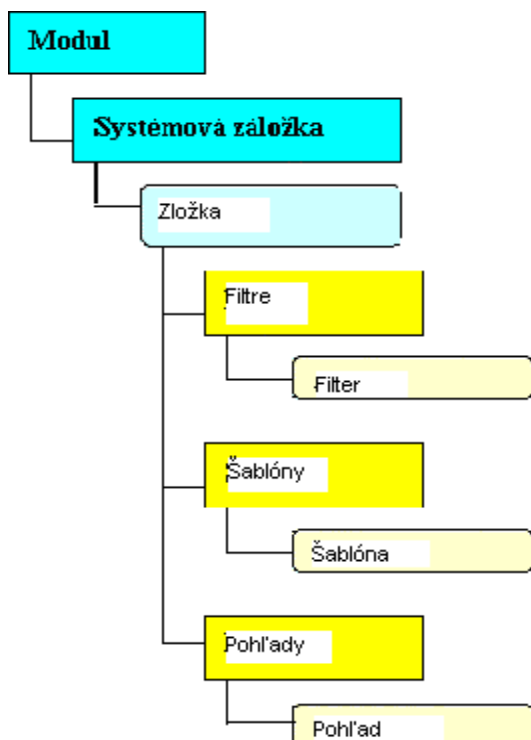 Modul
Systémová záložka
Zložka
Filtre
Filter
Šablóny
Šablóna
Pohľady
Pohľad